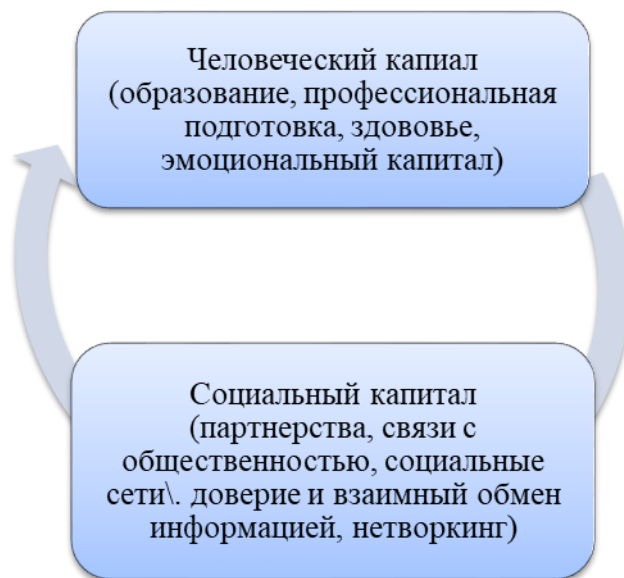 Человеческий капиал
(образование, профессиональная
подготовка, здововье,
эмоциональный капитал)
Социальный капитал
(партнерства, связи с
общественностью, социальные
сети\. доверие и взаимный обмен
информацией, нетворкинг)